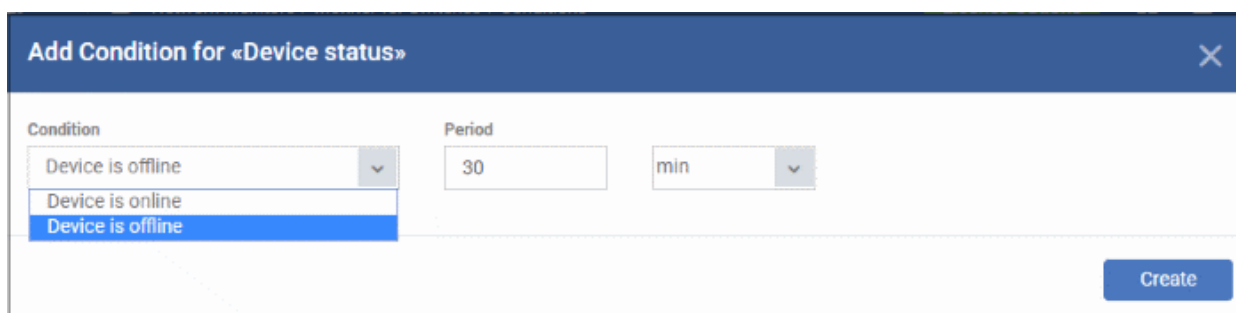 Add Condition for «Device status»
Condition
Period
Device is offline
30
min
Device is online
Device is offline
Create